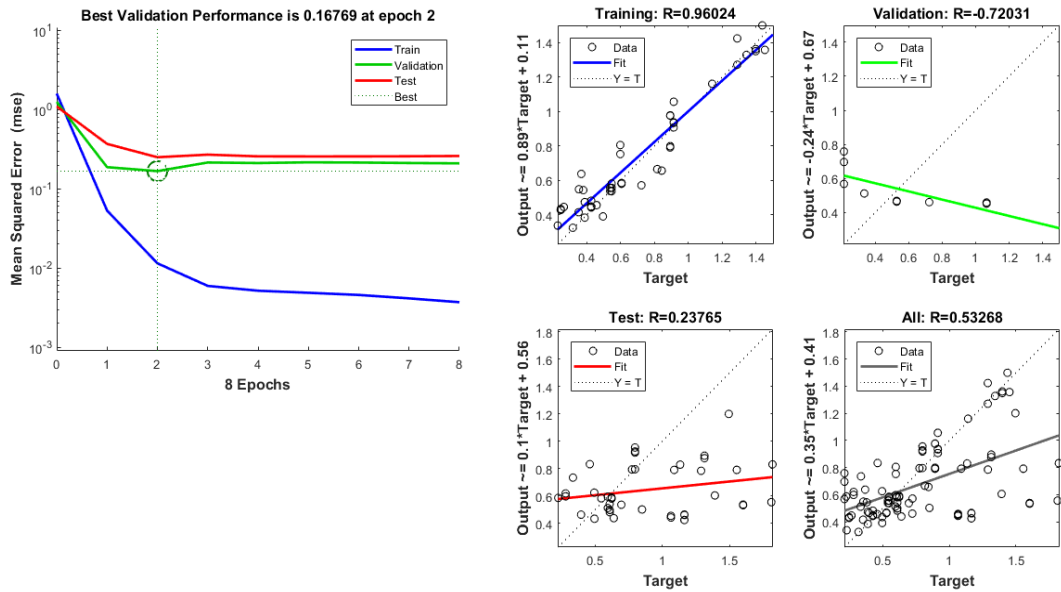 Best Validation Performance is 0.16769 at epoch 2
Mean Squared Error  (mse)
10^1
10^0
10^-1
10^-2
10^-3
0 1 2 3 4 5 6 7 8
8 Epochs
Train
Validation
Test
Best
Training: R=0.96024
Output ~= 0.89*Target + 0.11
1.4
1.2
1
0.8
0.6
0.4
0.4 0.6 0.8 1 1.2 1.4
Target
Data
Fit
Y = T
Validation: R=-0.72031
Output ~= -0.24*Target + 0.67
1.4
1.2
1
0.8
0.6
0.4
0.4 0.6 0.8 1 1.2 1.4
Target
Data
Fit
Y = T
Test: R=0.23765
Output ~= 0.1*Target + 0.56
1.8
1.6
1.4
1.2
1
0.8
0.6
0.4
0.5 1 1.5
Target
Data
Fit
Y = T
All: R=0.53268
Output ~= 0.35*Target + 0.41
1.8
1.6
1.4
1.2
1
0.8
0.6
0.4
0.5 1 1.5
Target
Data
Fit
Y = T